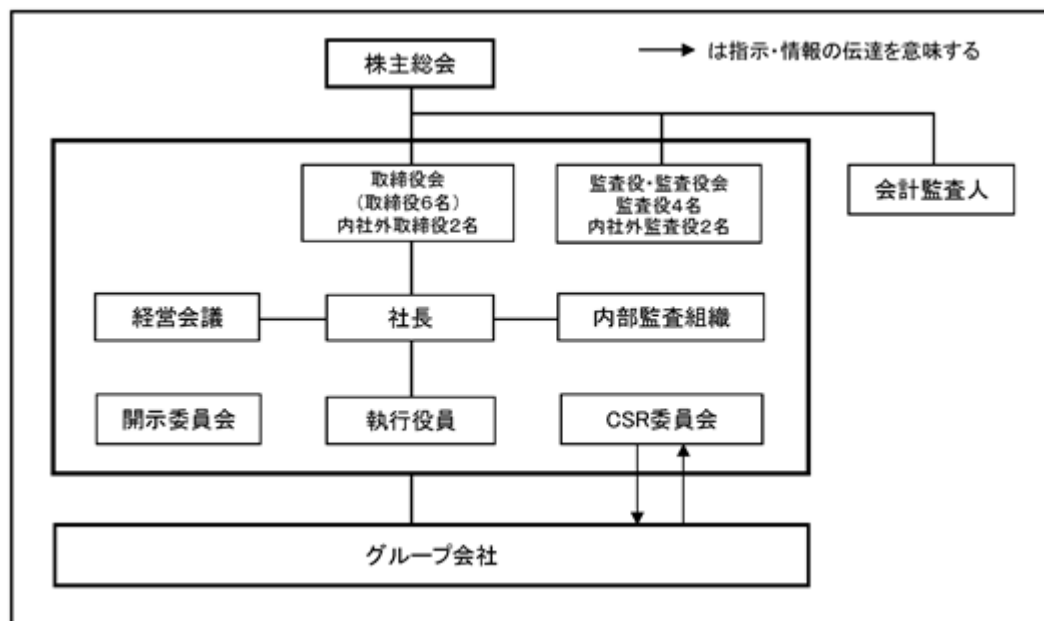 株主総会
は指示・情報の伝達を意味する
取締役会
(取締役6名)
内社外取締役2名
監査役・監査役会
監査役4名
内社外監査役2名
会計監査人
経営会議
社長
内部監査組織
開示委員会
執行役員
CSR委員会
グループ会社